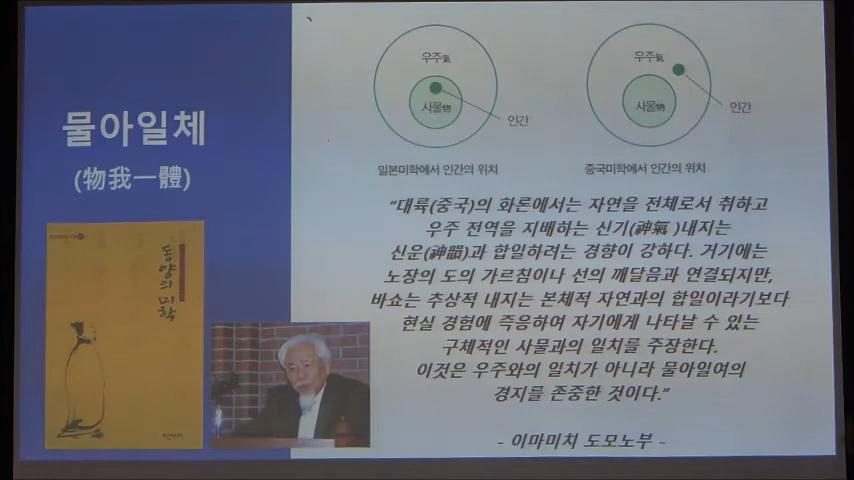 물아일체
(物我一體)
동양의 미학
우주氣
사물物
인간
일본미학에서 인간의 위치
우주氣
사물物
인간
중국미학에서 인간의 위치
“대륙(중국)의 화론에서는 자연을 전체로서 취하고
우주 전역을 지배하는 신기(神氣 )내지는
신운(神韻)과 합일하려는 경향이 강하다. 거기에는
노장의 도의 가르침이나 선의 깨달음과 연결되지만,
바쇼는 추상적 내지는 본체적 자연과의 합일이라기보다
현실 경험에 즉응하여 자기에게 나타날 수 있는
구체적인 사물과의 일치를 주장한다.
이것은 우주와의 일치가 아니라 물아일여의
경지를 존중한 것이다.”
- 이마미치 도모노부 -